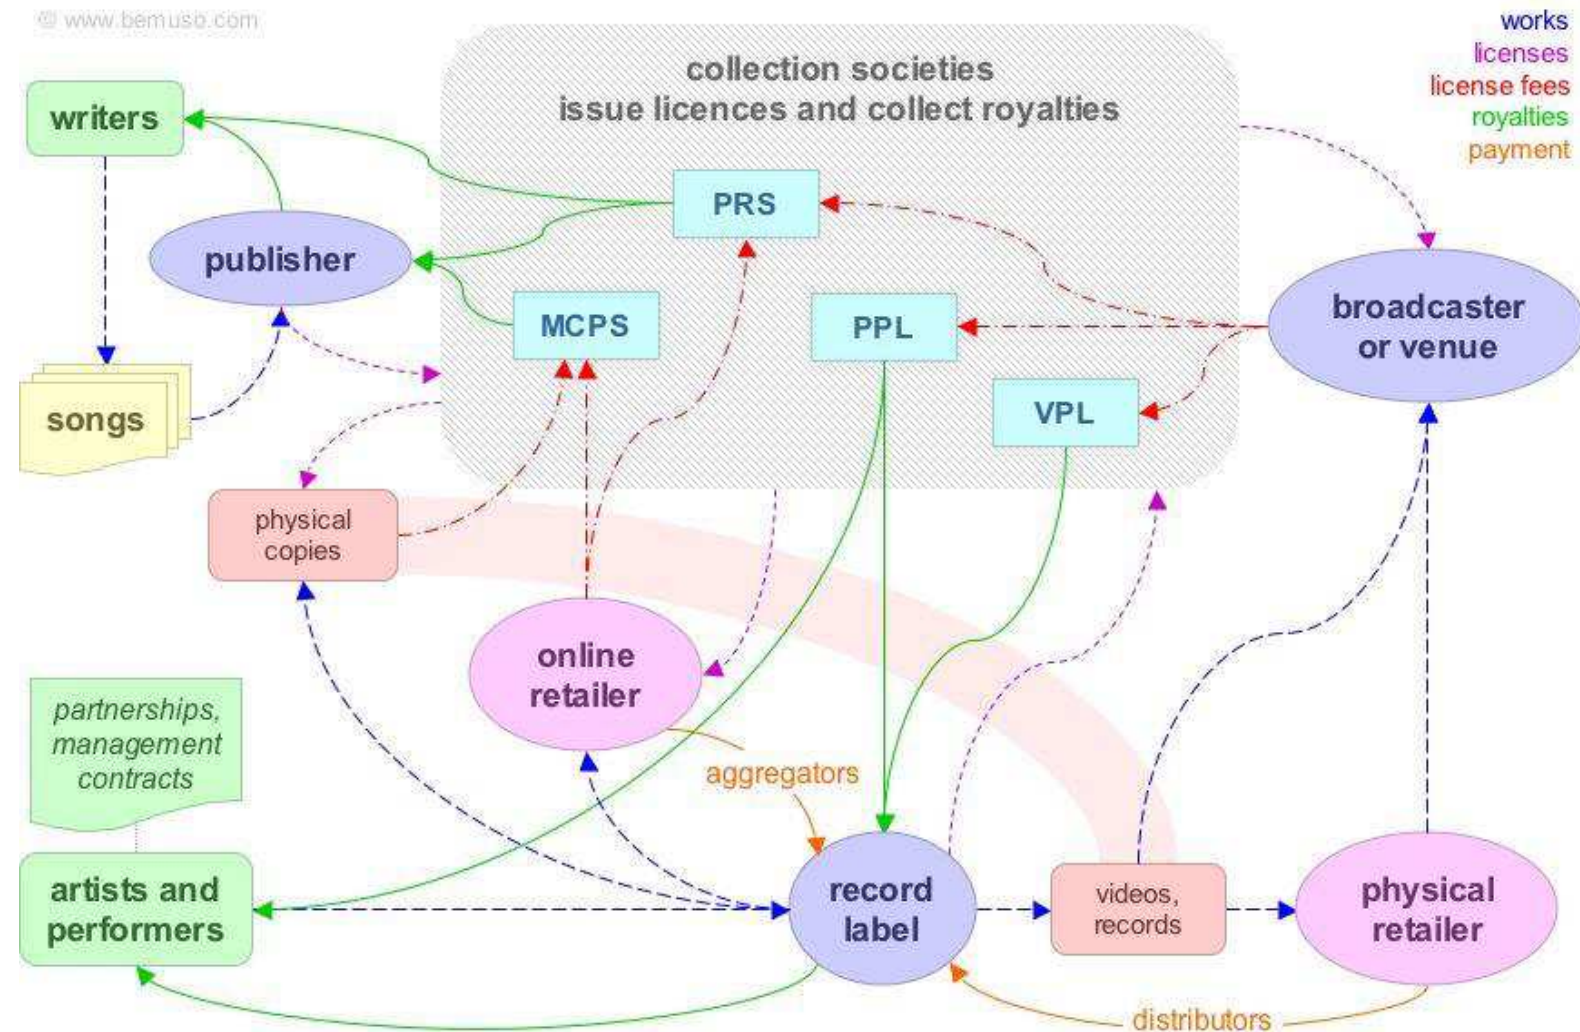 © www.bemuso.com
works
licenses
license fees
royalties
payment
collection societies
issue licences and collect royalties
writers
PRS
publisher
MCPS
PPL
broadcaster
or venue
VPL
songs
physical
copies
online
retailer
partnerships,
management
contracts
aggregators
artists and
performers
record
label
videos,
records
physical
retailer
distributors